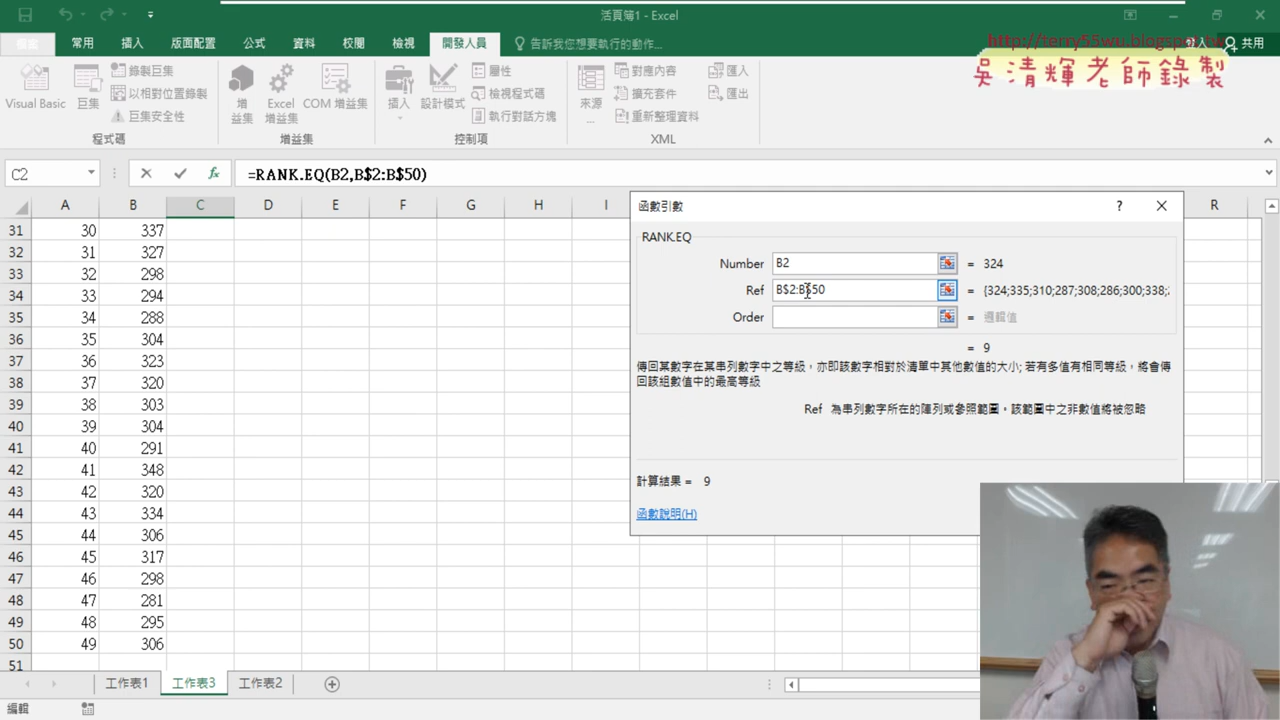 活頁簿1 - Excel
http://terry55wu.blogspot.tw
吳清輝老師錄製
常用 插入 版面配置 公式 資料 校閱 檢視 開發人員 告訴我您想要執行的動作... 共用
Visual Basic 巨集 錄製巨集 以相對位置錄製 巨集安全性
程式碼
增益集 Excel 增益集 COM 增益集
增益集
插入 設計模式 屬性 檢視程式碼 執行對話方塊
控制項
來源... 對應內容 擴充套件 重新整理資料 匯入 匯出
XML
C2 fx =RANK.EQ(B2,B$2:B$50)
A B C D E F G H I R
31 30 337
32 31 327
33 32 298
34 33 294
35 34 288
36 35 304
37 36 323
38 37 320
39 38 303
40 39 304
41 40 291
42 41 348
43 42 320
44 43 334
45 44 306
46 45 317
47 46 298
48 47 281
49 48 295
50 49 306
51
函數引數 ?
RANK.EQ
Number B2 = 324
Ref B$2:B$50 = {324;335;310;287;308;286;300;338;
Order = 邏輯值
= 9
傳回某數字在某串列數字中之等級，亦即該數字相對於清單中其他數值的大小; 若有多值有相同等級，將會傳
回該組數值中的最高等級
Ref 為串列數字所在的陣列或參照範圍。該範圍中之非數值將被忽略
計算結果 = 9
函數說明(H)
工作表1 工作表3 工作表2
編輯